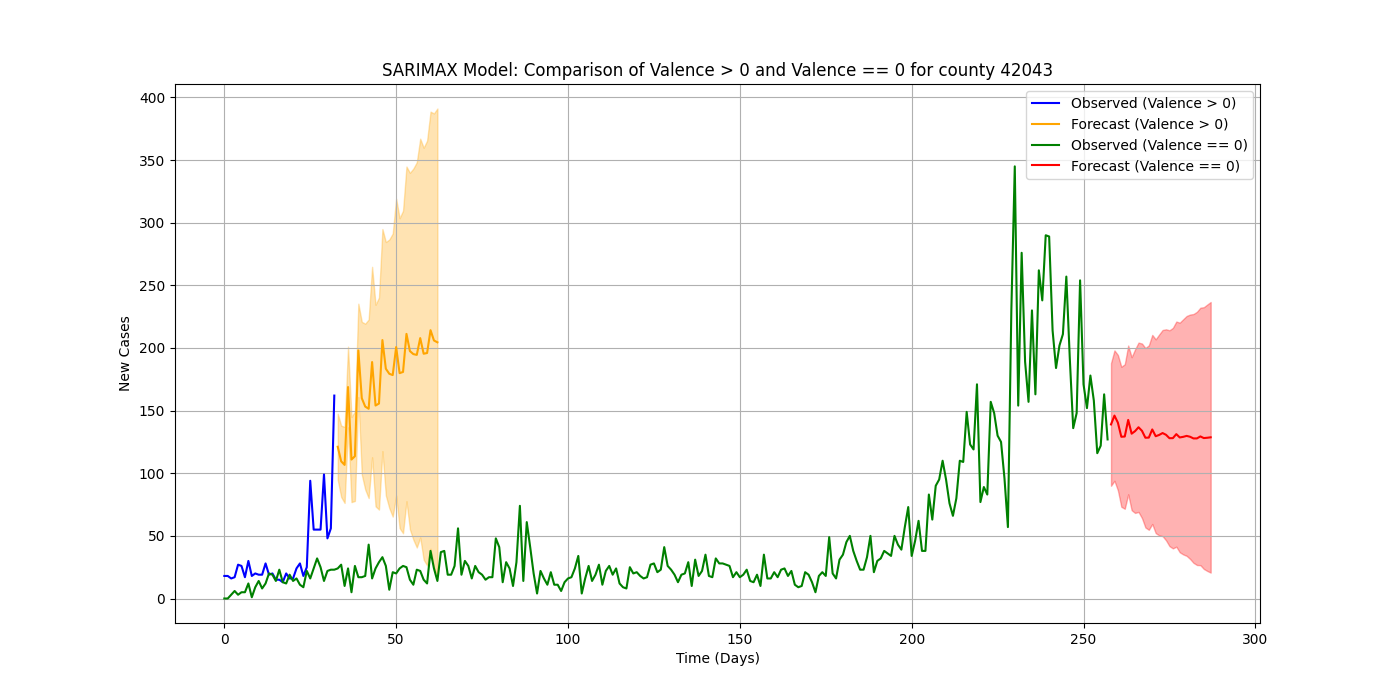 SARIMAX Model: Comparison of Valence > 0 and Valence == 0 for county 42043
Observed (Valence > 0)
Forecast (Valence > 0)
Observed (Valence == 0)
Forecast (Valence == 0)
New Cases
400
350
300
250
200
150
100
50
0
0 50 100 150 200 250 300
Time (Days)